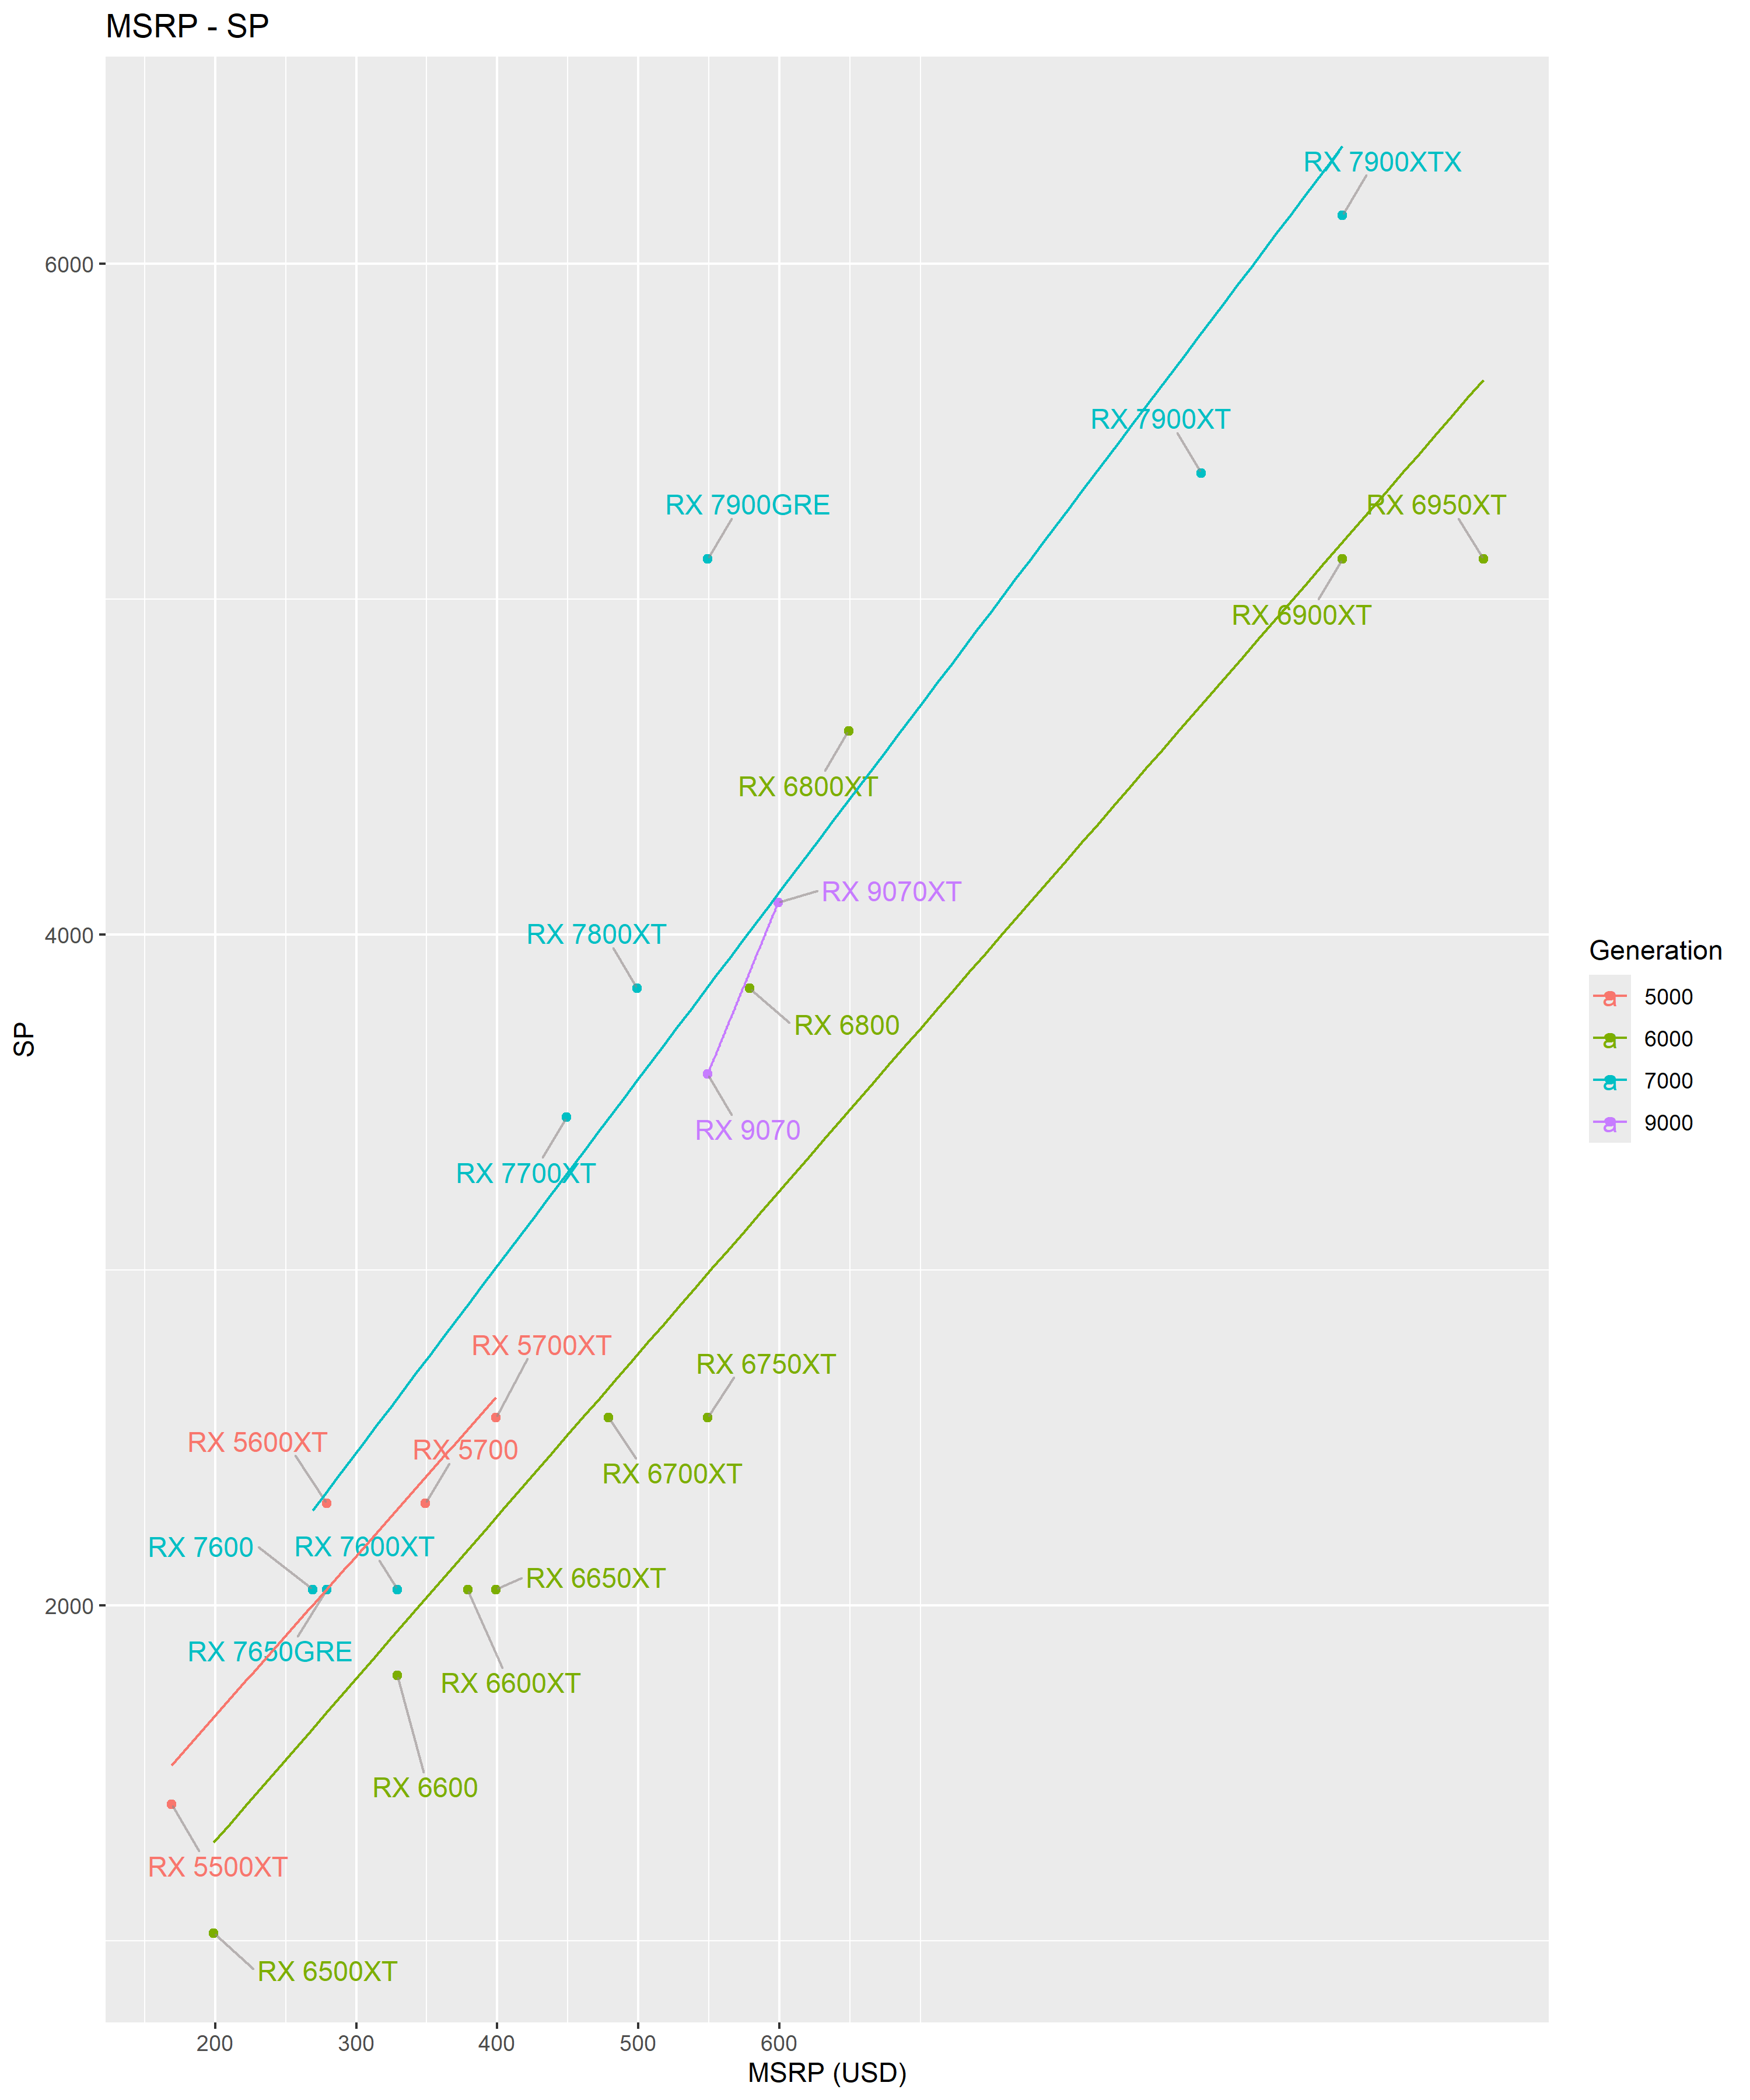 MSRP - SP
RX 7900XTX
6000
RX 7900XT
RX 7900GRE
RX 6950XT
RX 6900XT
RX 6800XT
RX 9070XT
4000
RX 7800XT
Generation
SP
RX 6800
a 5000
a 6000
a 7000
a 9000
RX 9070
RX 7700XT
RX 5700XT
RX 6750XT
RX 5600XT
RX 5700
RX 6700XT
RX 7600
RX 7600XT
RX 6650XT
2000
RX 7650GRE
RX 6600XT
RX 6600
RX 5500XT
RX 6500XT
200 300 400 500 600
MSRP (USD)